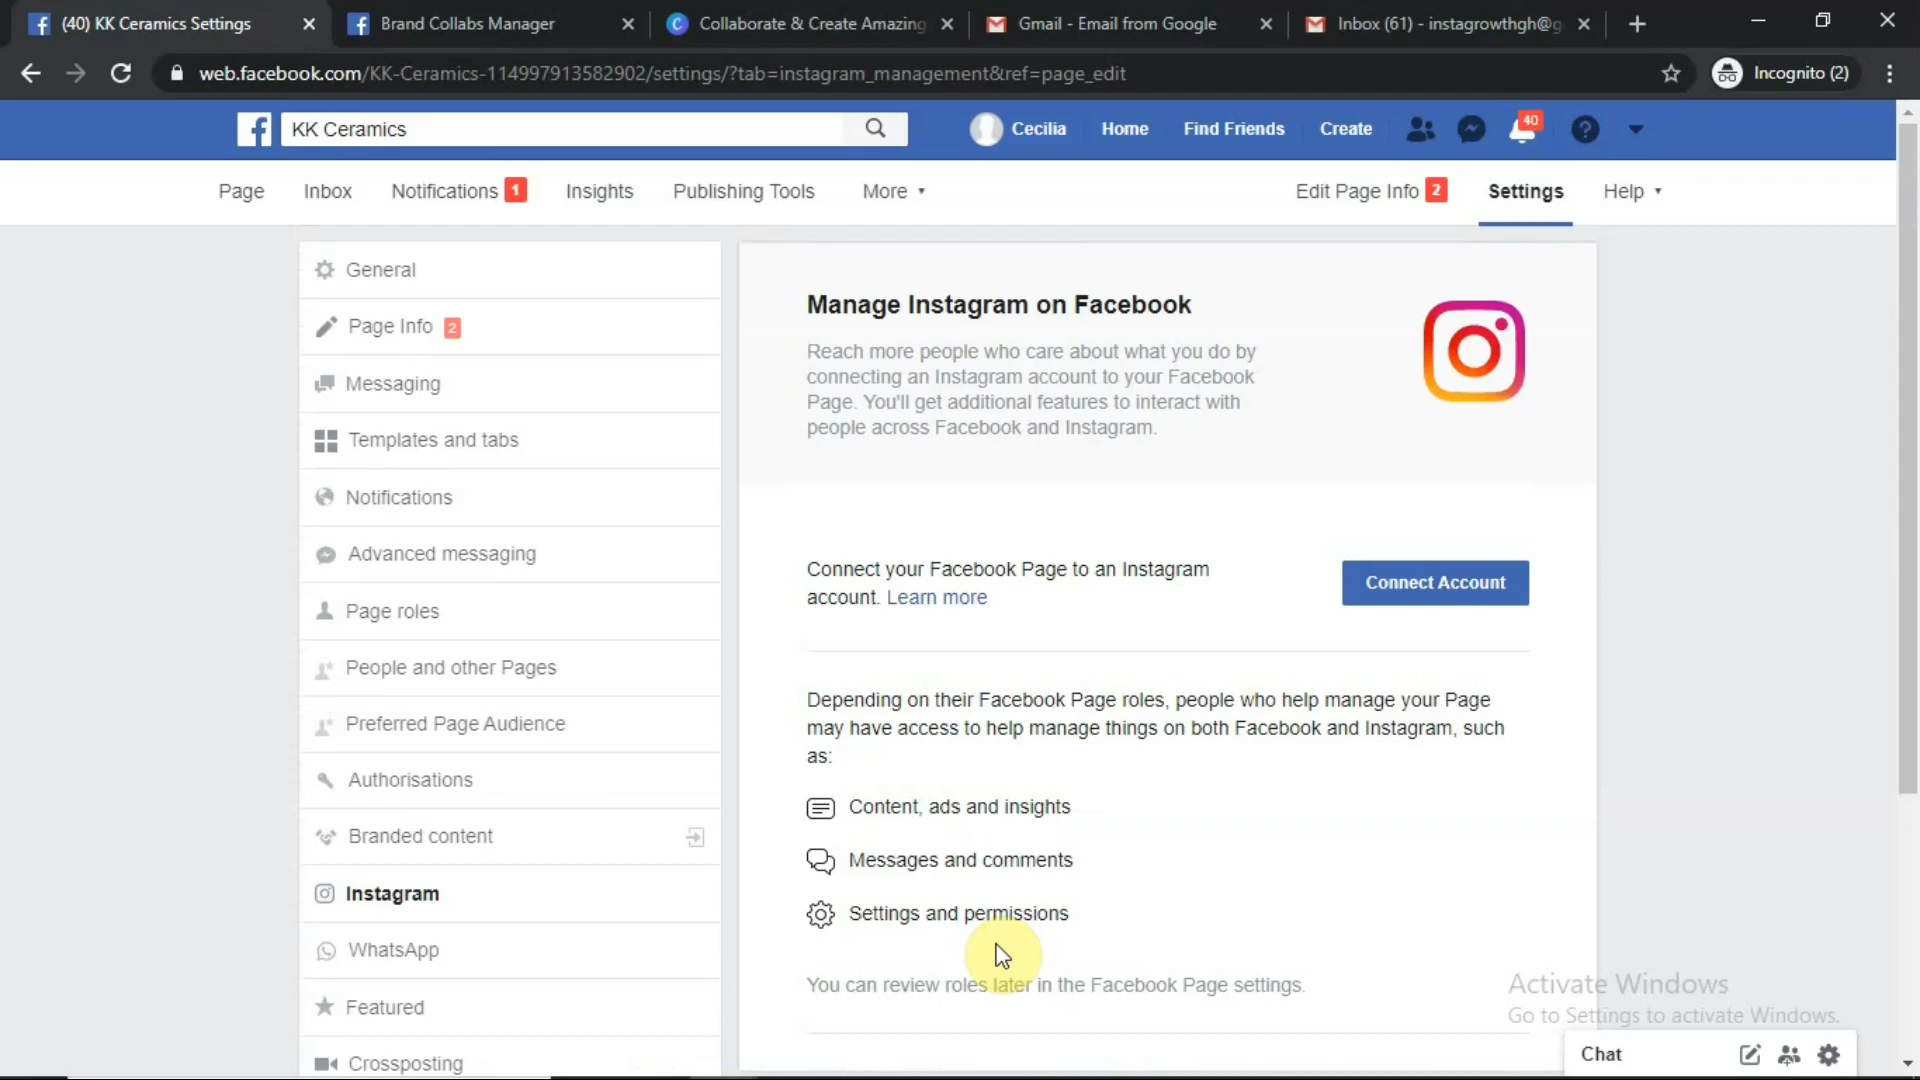 (40) KK Ceramics Settings
Brand Collabs Manager
Collaborate & Create Amazing
Gmail - Email from Google
Inbox (61) - instagrowthgh@g
web.facebook.com/KK-Ceramics-114997913582902/settings/?tab=instagram_management&ref=page_edit
Incognito (2)
KK Ceramics
Cecilia
Home
Find Friends
Create
40
Page
Inbox
Notifications 1
Insights
Publishing Tools
More
Edit Page Info 2
Settings
Help
General
Page Info 2
Messaging
Templates and tabs
Notifications
Advanced messaging
Page roles
People and other Pages
Preferred Page Audience
Authorisations
Branded content
Instagram
WhatsApp
Featured
Crossposting
Manage Instagram on Facebook
Reach more people who care about what you do by
connecting an Instagram account to your Facebook
Page. You'll get additional features to interact with
people across Facebook and Instagram.
Connect your Facebook Page to an Instagram
account. Learn more
Connect Account
Depending on their Facebook Page roles, people who help manage your Page
may have access to help manage things on both Facebook and Instagram, such
as:
Content, ads and insights
Messages and comments
Settings and permissions
You can review roles later in the Facebook Page settings.
Activate Windows
Go to Settings to activate Windows.
Chat